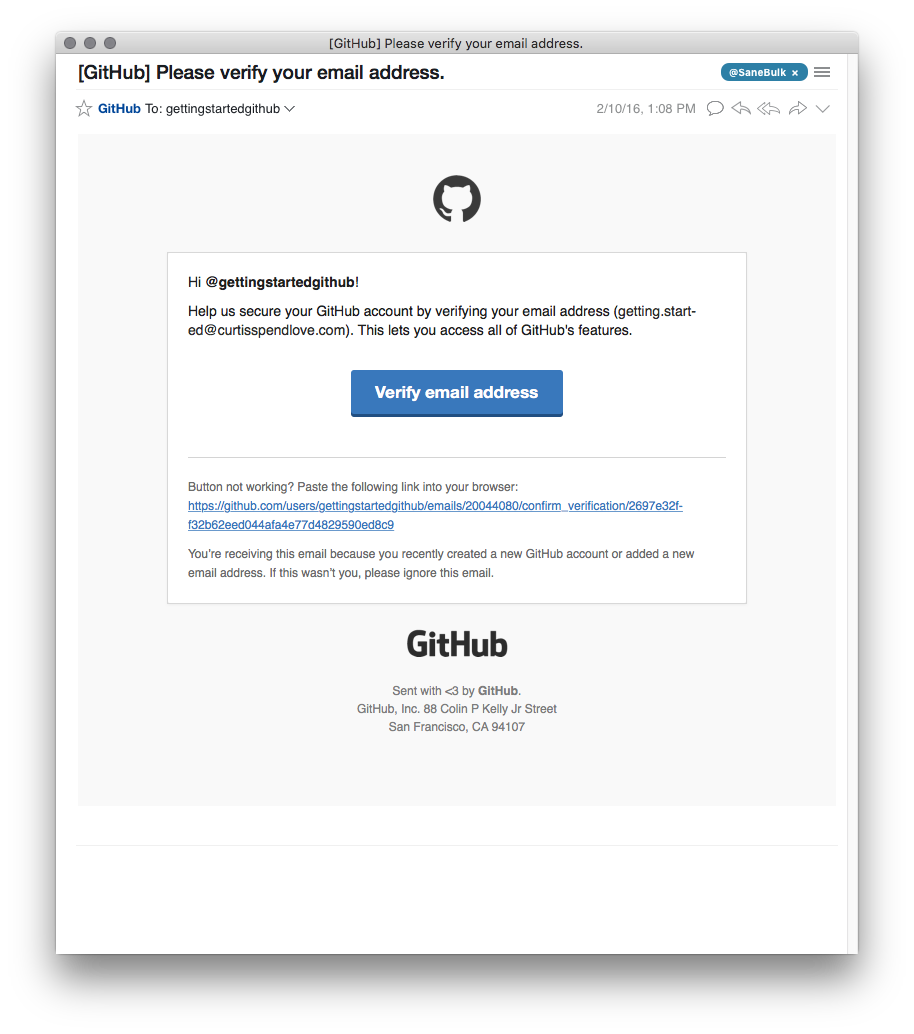 [GitHub] Please verify your email address.
[GitHub] Please verify your email address.
@SaneBulk ×
GitHub To: gettingstartedgithub
2/10/16, 1:08 PM
Hi @gettingstartedgithub!
Help us secure your GitHub account by verifying your email address (getting.start-
ed@curtisspendlove.com). This lets you access all of GitHub's features.
Verify email address
Button not working? Paste the following link into your browser:
https://github.com/users/gettingstartedgithub/emails/20044080/confirm_verification/2697e32f-
f32b62eed044afa4e77d4829590ed8c9
You’re receiving this email because you recently created a new GitHub account or added a new
email address. If this wasn’t you, please ignore this email.
GitHub
Sent with <3 by GitHub.
GitHub, Inc. 88 Colin P Kelly Jr Street
San Francisco, CA 94107